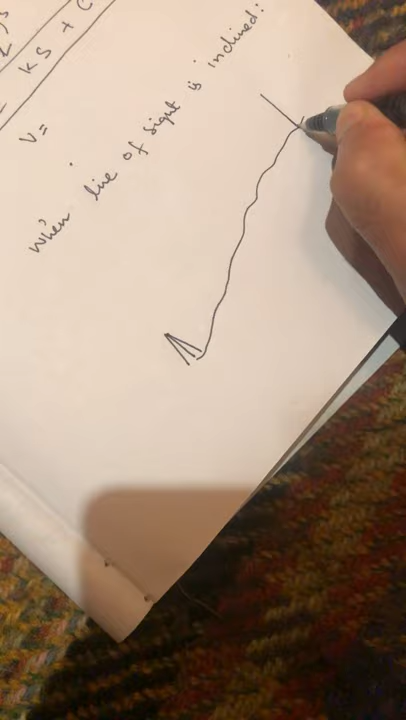 kS + C
V=
When line of sight is inclined: